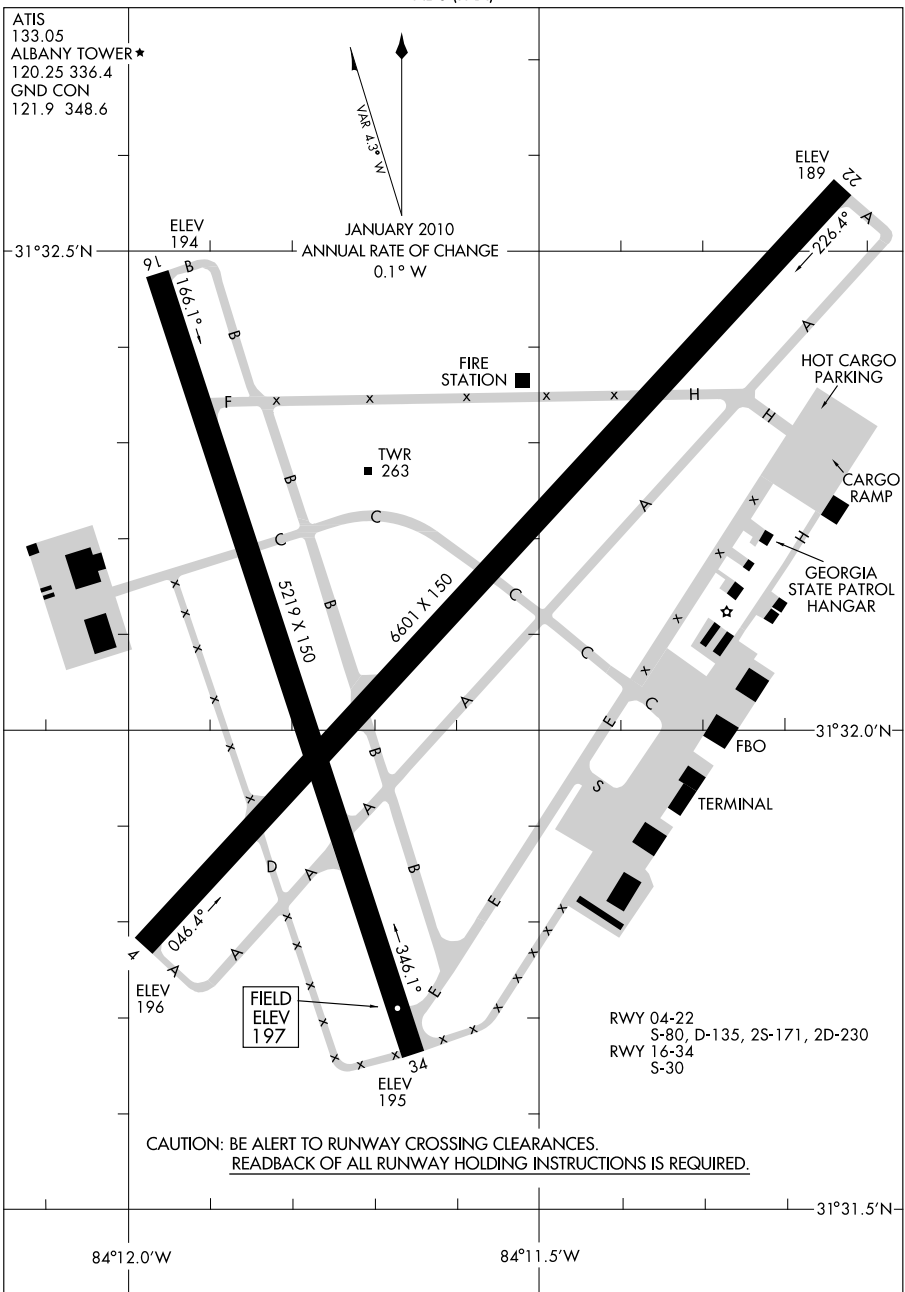 ATIS
133.05
ALBANY TOWER★
120.25 336.4
GND CON
121.9 348.6
VAR 4.3° W
JANUARY 2010
ANNUAL RATE OF CHANGE
0.1° W
ELEV
189
22
A
226.4°
31°32.5'N
ELEV
194
16
B
166.1°
B
A
FIRE
STATION
HOT CARGO
PARKING
F
x x x x x
H
H
TWR
263
B
A
CARGO
RAMP
x
H
C
C
x
GEORGIA
STATE PATROL
HANGAR
5219 X 150
6601 X 150
B
C
x
x
x
x
C
x
x
A
C
E
x
B
31°32.0'N
x
FBO
S
x
A
TERMINAL
D
A
B
E
x
x
x
x
046.4°
A
4
A
346.1°
x
x
x
E
ELEV
196
FIELD
ELEV
197
x
x
x
x
x
x
x
34
ELEV
195
RWY 04-22
S-80, D-135, 2S-171, 2D-230
RWY 16-34
S-30
CAUTION: BE ALERT TO RUNWAY CROSSING CLEARANCES.
READBACK OF ALL RUNWAY HOLDING INSTRUCTIONS IS REQUIRED.
31°31.5'N
84°12.0'W
84°11.5'W